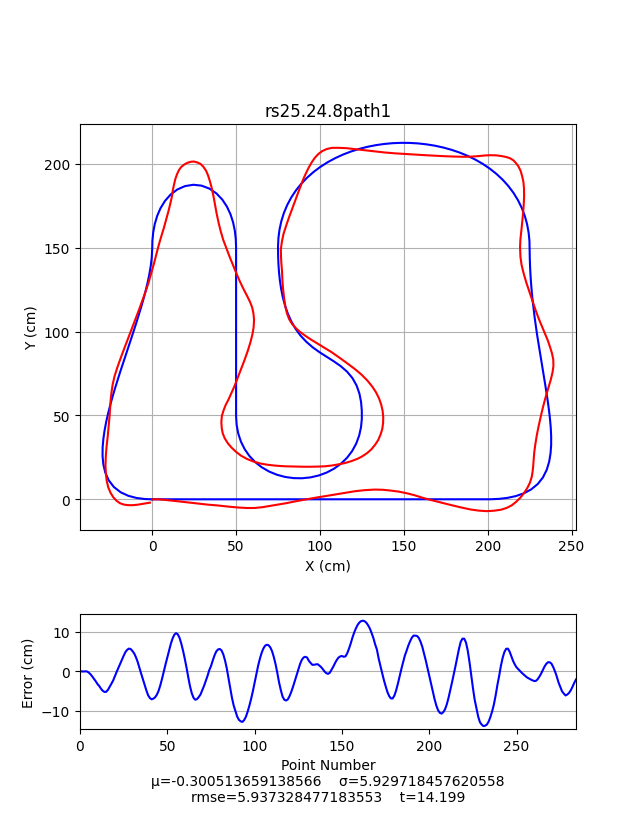 rs25.24.8path1
200
150
100
50
0
Y (cm)
0 50 100 150 200 250
X (cm)
10
0
−10
Error (cm)
0 50 100 150 200 250
Point Number
μ=-0.300513659138566 σ=5.929718457620558
rmse=5.937328477183553 t=14.199